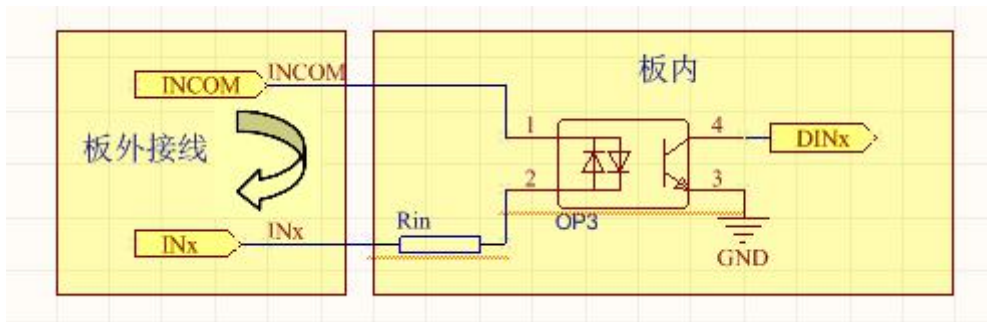 INCOM
INCOM
板内
板外接线
1
4
DINx
2
3
OP3
INx
INx
Rin
GND